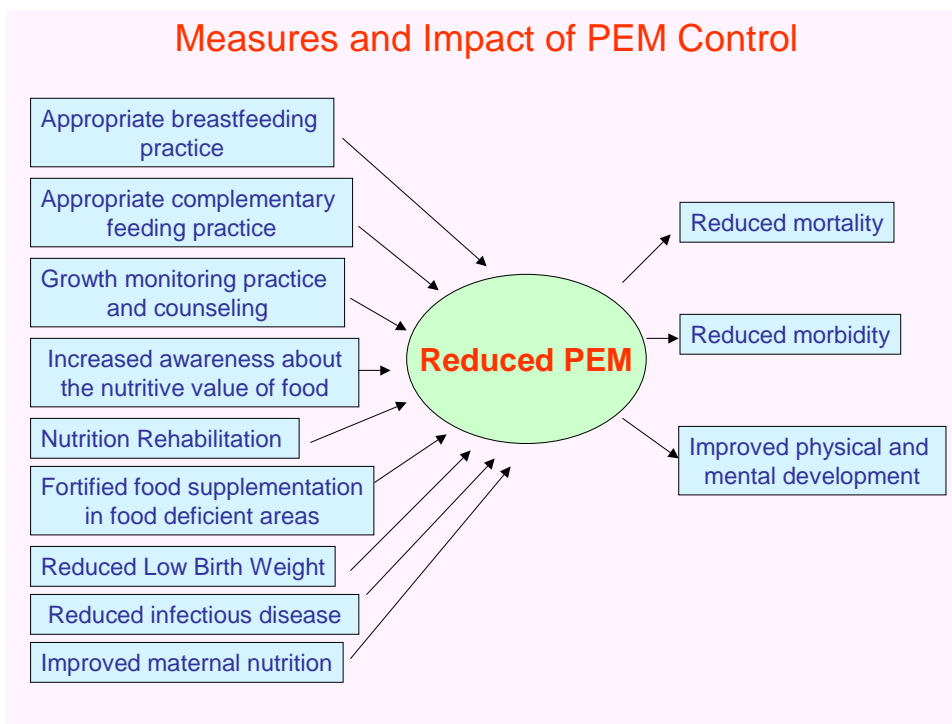 Measures and Impact of PEM Control
Appropriate breastfeeding
practice
Appropriate complementary
feeding practice
Growth monitoring practice
and counseling
Increased awareness about
the nutritive value of food
Nutrition Rehabilitation
Fortified food supplementation
in food deficient areas
Reduced Low Birth Weight
Reduced infectious disease
Improved maternal nutrition
Reduced PEM
Reduced mortality
Reduced morbidity
Improved physical and
mental development